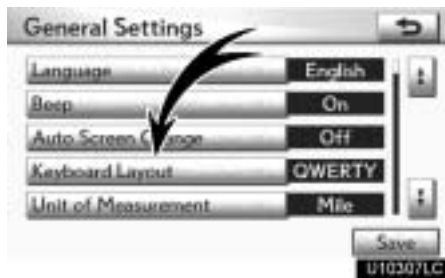 General Settings
Language English
Beep On
Auto Screen Change Off
Keyboard Layout QWERTY
Unit of Measurement Mile
Save
U10307LC